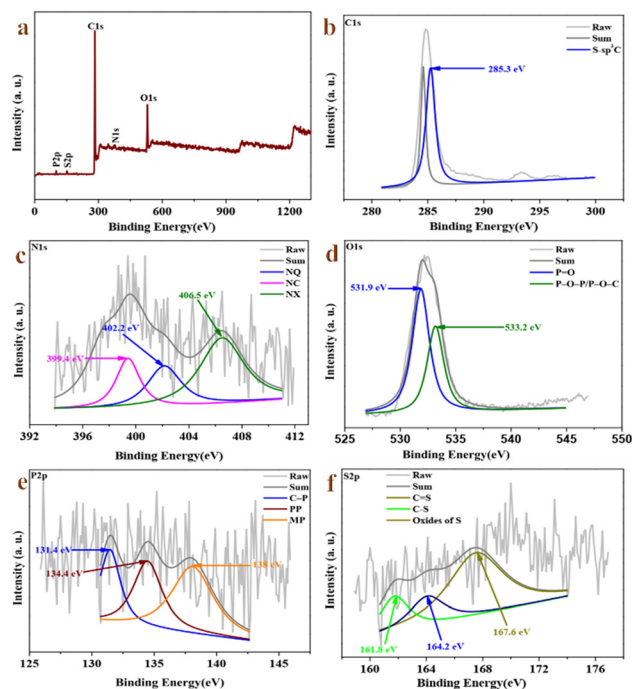 a
C1s
O1s
N1s
P2p
S2p
Intensity (a. u.)
0 300 600 900 1200
Binding Energy(eV)
b
C1s
Raw
Sum
S-sp²C
285.3 eV
Intensity (a. u.)
280 285 290 295 300
Binding Energy(eV)
c
N1s
Raw
Sum
NQ
NC
NX
406.5 eV
402.2 eV
399.4 eV
Intensity (a. u.)
392 396 400 404 408 412
Binding Energy(eV)
d
O1s
Raw
Sum
P=O
P–O–P/P–O–C
531.9 eV
533.2 eV
Intensity (a. u.)
525 530 535 540 545 550
Binding Energy(eV)
e
P2p
Raw
Sum
C–P
PP
MP
131.4 eV
134.4 eV
138 eV
Intensity (a. u.)
125 130 135 140 145
Binding Energy(eV)
f
S2p
Raw
Sum
C=S
C–S
Oxides of S
161.8 eV
164.2 eV
167.6 eV
Intensity (a. u.)
160 164 168 172 176
Binding Energy(eV)